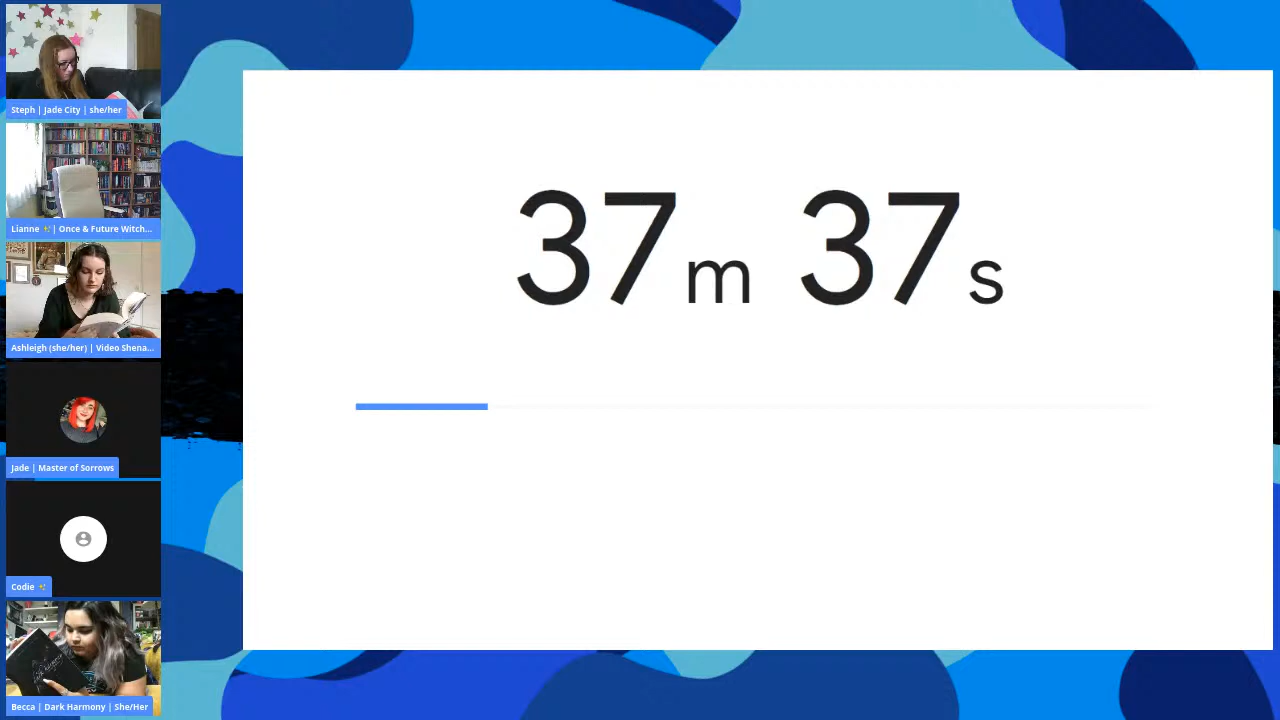 Steph | Jade City | she/her
Lianne ✨ | Once & Future Witch...
Ashleigh (she/her) | Video Shena...
Jade | Master of Sorrows
Codie ✨
Becca | Dark Harmony | She/Her
37m 37s